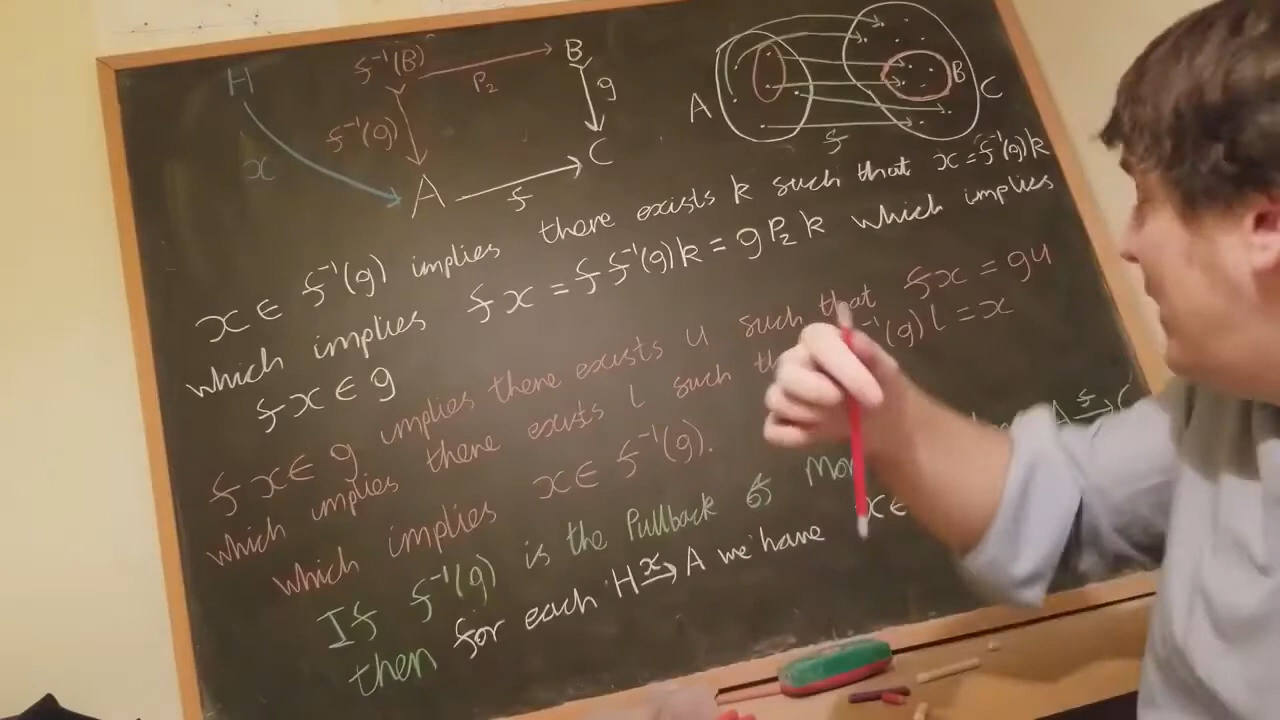 H f⁻¹(B) P₂ B
x f⁻¹(g) g
A f C
A B C
f
x ∈ f⁻¹(g) implies there exists k such that x = f⁻¹(g)k
which implies fx = f f⁻¹(g)k = g P₂ k which implies
fx ∈ g
fx ∈ g implies there exists u such that fx = gu
which implies there exists l such ⁻¹(g) l = x
which implies x ∈ f⁻¹(g).
If f⁻¹(g) is the Pullback of A f→ C
then for each H x→ A we have x ∈